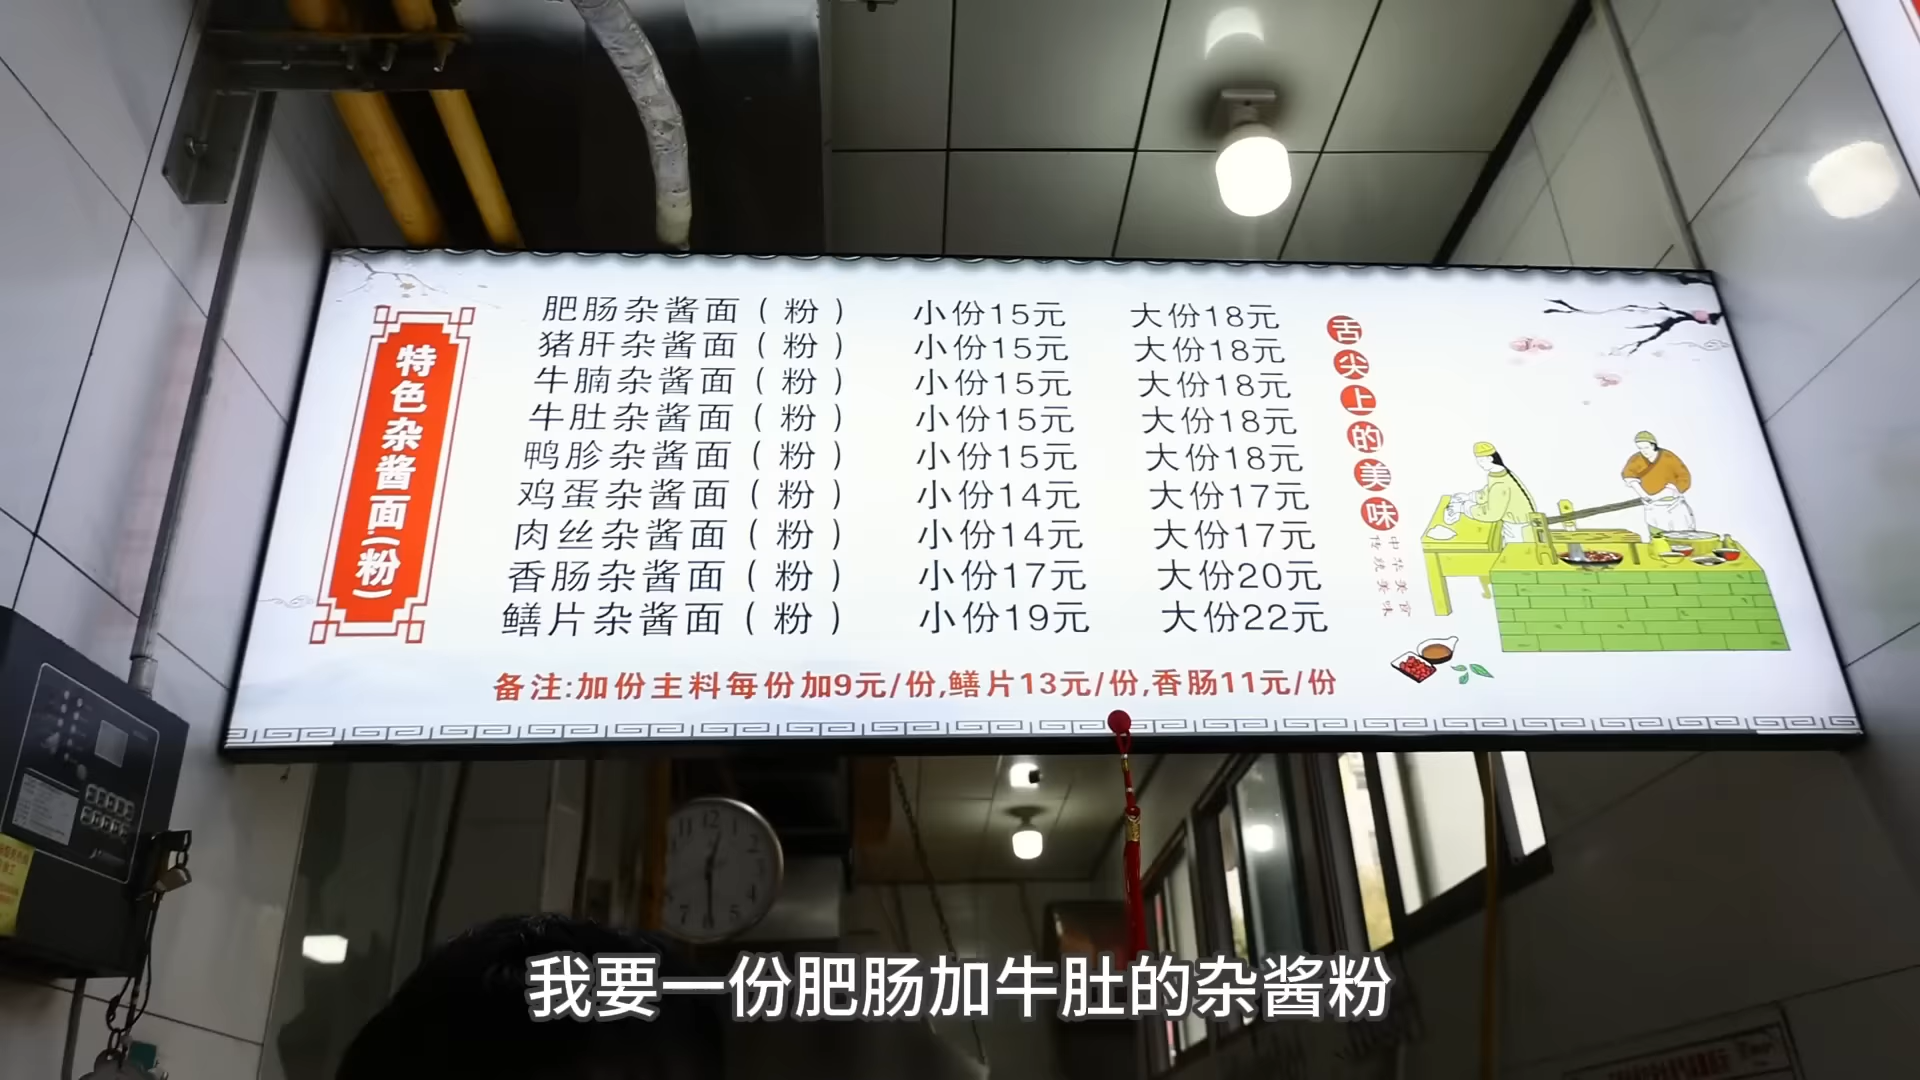 特色杂酱面(粉)
肥肠杂酱面(粉) 小份15元 大份18元
猪肝杂酱面(粉) 小份15元 大份18元
牛腩杂酱面(粉) 小份15元 大份18元
牛肚杂酱面(粉) 小份15元 大份18元
鸭胗杂酱面(粉) 小份15元 大份18元
鸡蛋杂酱面(粉) 小份14元 大份17元
肉丝杂酱面(粉) 小份14元 大份17元
香肠杂酱面(粉) 小份17元 大份20元
鳝片杂酱面(粉) 小份19元 大份22元
备注:加份主料每份加9元/份,鳝片13元/份,香肠11元/份
舌尖上的美味
中华美食
传统美味
12
我要一份肥肠加牛肚的杂酱粉